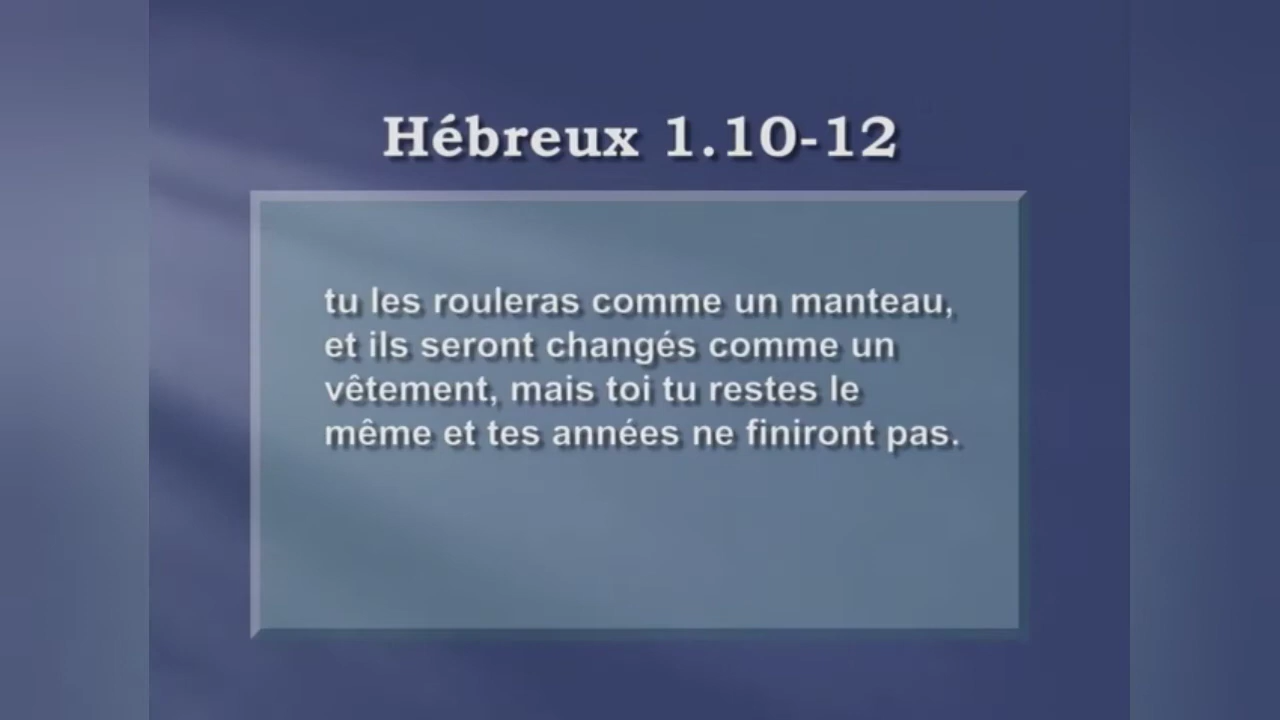 Hébreux 1.10-12
tu les rouleras comme un manteau,
et ils seront changés comme un
vêtement, mais toi tu restes le
même et tes années ne finiront pas.